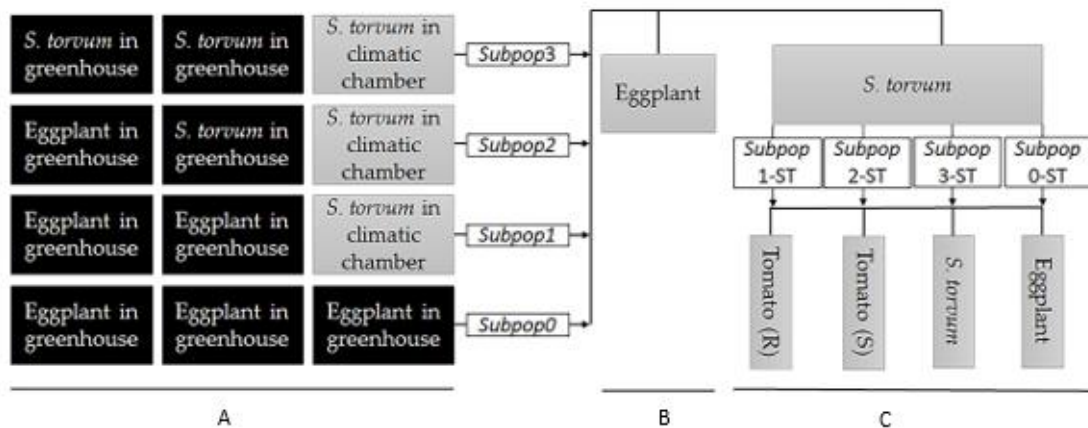 S. torvum in
greenhouse
S. torvum in
greenhouse
S. torvum in
climatic
chamber
Subpop3
Eggplant in
greenhouse
S. torvum in
greenhouse
S. torvum in
climatic
chamber
Subpop2
Eggplant in
greenhouse
Eggplant in
greenhouse
S. torvum in
climatic
chamber
Subpop1
Eggplant in
greenhouse
Eggplant in
greenhouse
Eggplant in
greenhouse
Subpop0
A
Eggplant
B
S. torvum
Subpop
1-ST
Subpop
2-ST
Subpop
3-ST
Subpop
0-ST
Tomato (R)
Tomato (S)
S. torvum
Eggplant
C